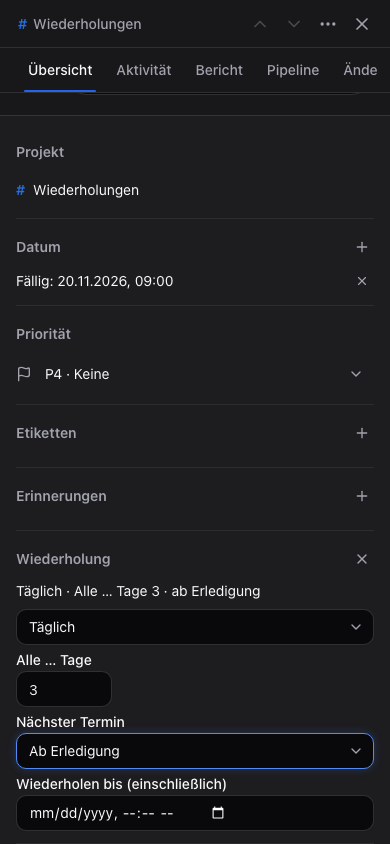 # Wiederholungen
Übersicht Aktivität Bericht Pipeline Ände
Projekt
# Wiederholungen
Datum
Fällig: 20.11.2026, 09:00
Priorität
P4 · Keine
Etiketten
Erinnerungen
Wiederholung
Täglich · Alle ... Tage 3 · ab Erledigung
Täglich
Alle ... Tage
3
Nächster Termin
Ab Erledigung
Wiederholen bis (einschließlich)
mm/dd/yyyy, --:-- --